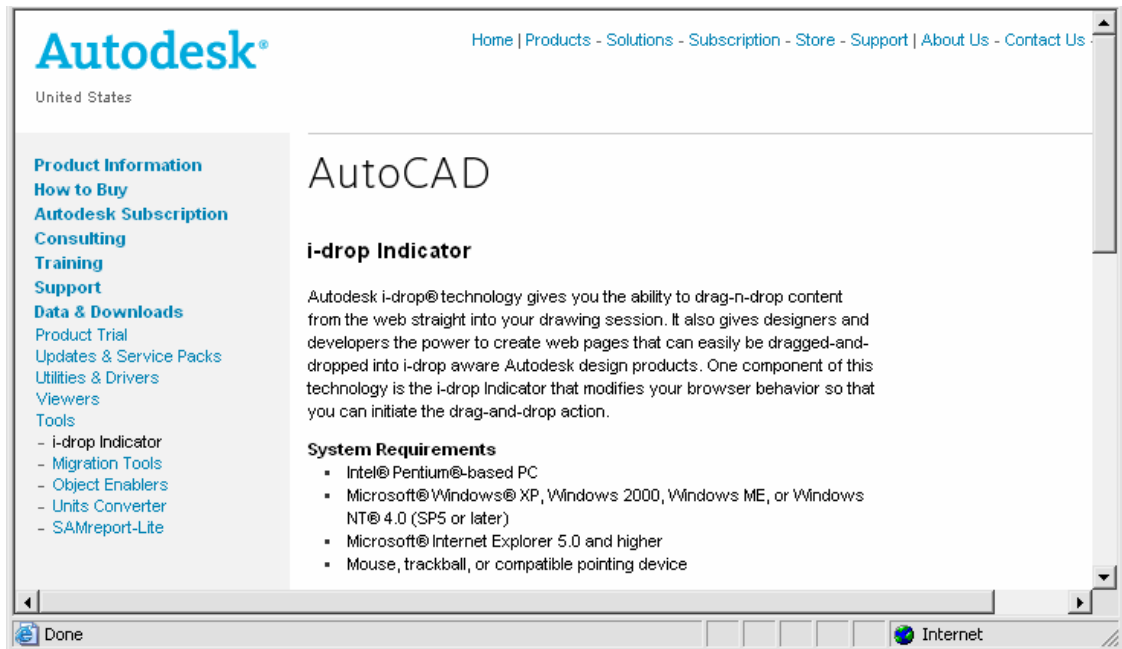 Autodesk®
Home | Products - Solutions - Subscription - Store - Support | About Us - Contact Us -
United States
Product Information
How to Buy
Autodesk Subscription
Consulting
Training
Support
Data & Downloads
Product Trial
Updates & Service Packs
Utilities & Drivers
Viewers
Tools
- i-drop Indicator
- Migration Tools
- Object Enablers
- Units Converter
- SAMreport-Lite
AutoCAD
i-drop Indicator
Autodesk i-drop® technology gives you the ability to drag-n-drop content
from the web straight into your drawing session. It also gives designers and
developers the power to create web pages that can easily be dragged-and-
dropped into i-drop aware Autodesk design products. One component of this
technology is the i-drop Indicator that modifies your browser behavior so that
you can initiate the drag-and-drop action.
System Requirements
▪ Intel® Pentium®-based PC
▪ Microsoft® Windows® XP, Windows 2000, Windows ME, or Windows
NT® 4.0 (SP5 or later)
▪ Microsoft® Internet Explorer 5.0 and higher
▪ Mouse, trackball, or compatible pointing device
Done
Internet